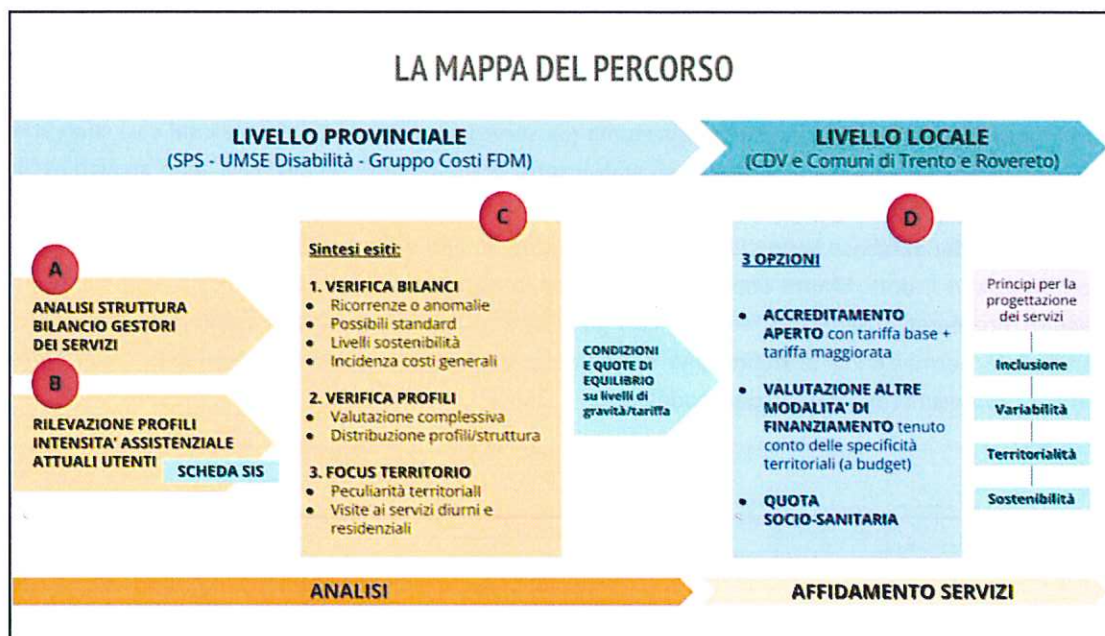 LA MAPPA DEL PERCORSO
LIVELLO PROVINCIALE
(SPS - UMSE Disabilità - Gruppo Costi FDM)
LIVELLO LOCALE
(CDV e Comuni di Trento e Rovereto)
A
ANALISI STRUTTURA
BILANCIO GESTORI
DEI SERVIZI
B
RILEVAZIONE PROFILI
INTENSITA' ASSISTENZIALE
ATTUALI UTENTI
SCHEDA SIS
C
Sintesi esiti:
1. VERIFICA BILANCI
● Ricorrenze o anomalie
● Possibili standard
● Livelli sostenibilità
● Incidenza costi generali
2. VERIFICA PROFILI
● Valutazione complessiva
● Distribuzione profili/struttura
3. FOCUS TERRITORIO
● Peculiarità territoriali
● Visite ai servizi diurni e
residenziali
CONDIZIONI
E QUOTE DI
EQUILIBRIO
su livelli di
gravità/tariffa
D
3 OPZIONI
● ACCREDITAMENTO
APERTO con tariffa base +
tariffa maggiorata
● VALUTAZIONE ALTRE
MODALITA' DI
FINANZIAMENTO tenuto
conto delle specificità
territoriali (a budget)
● QUOTA
SOCIO-SANITARIA
Principi per la
progettazione
dei servizi
Inclusione
Variabilità
Territorialità
Sostenibilità
ANALISI
AFFIDAMENTO SERVIZI